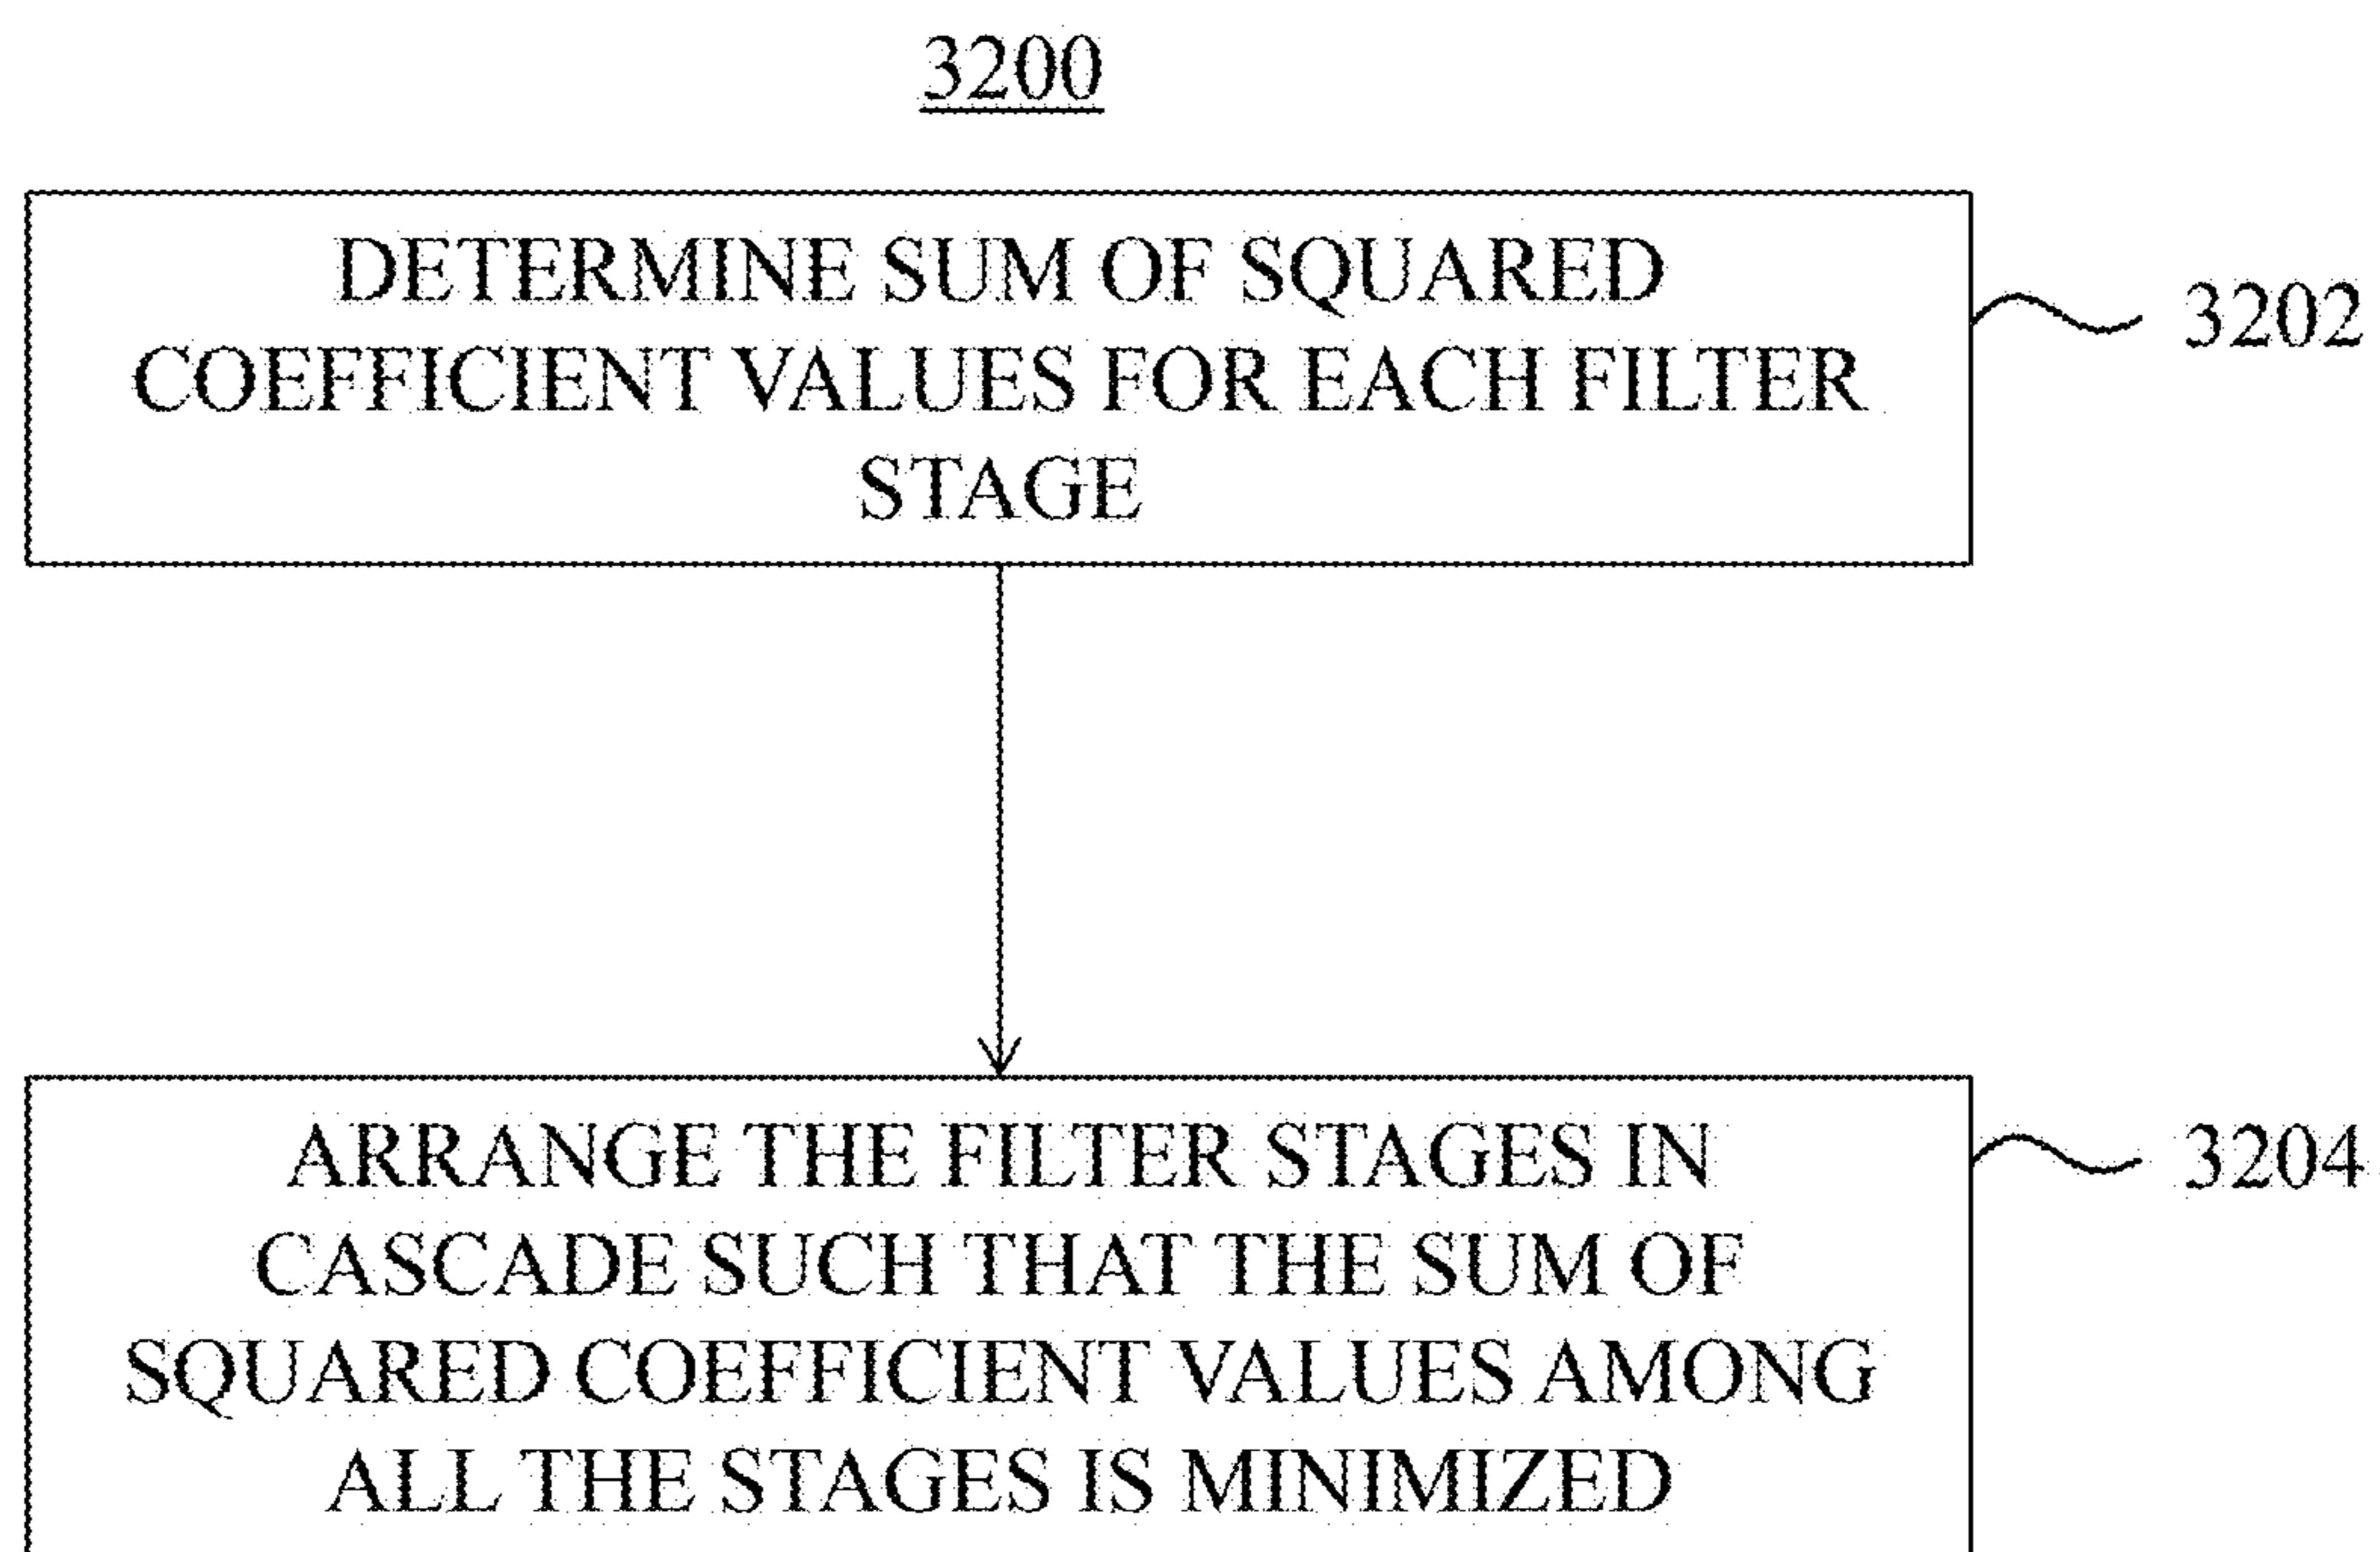 3200
DETERMINE SUM OF SQUARED
COEFFICIENT VALUES FOR EACH FILTER
STAGE
3202
ARRANGE THE FILTER STAGES IN
CASCADE SUCH THAT THE SUM OF
SQUARED COEFFICIENT VALUES AMONG
ALL THE STAGES IS MINIMIZED
3204